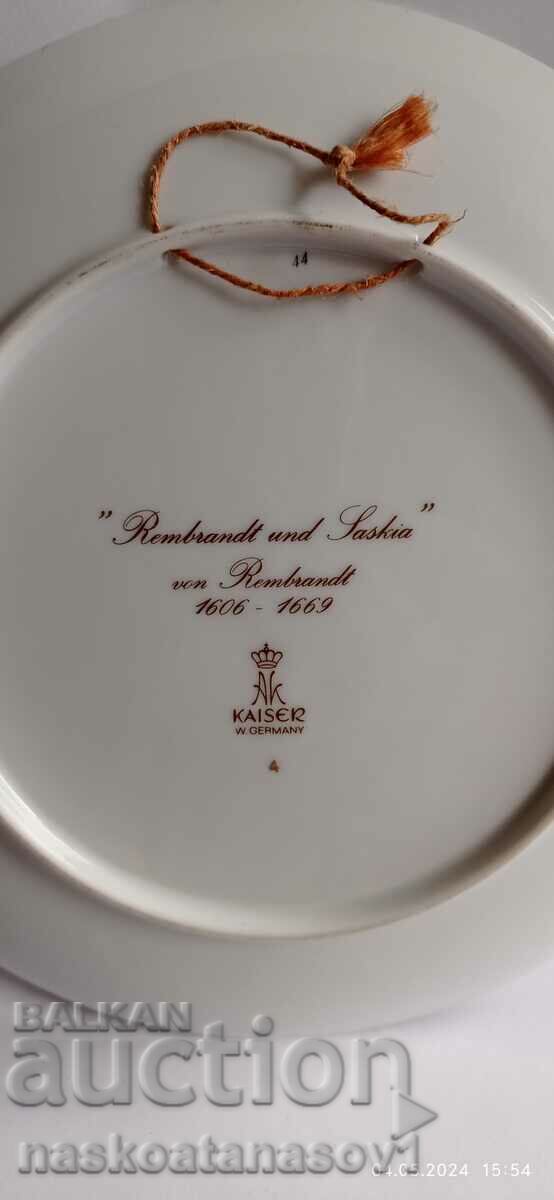 44
"Rembrandt und Saskia"
von Rembrandt
1606 - 1669
AK
KAISER
W. GERMANY
4
BALKAN
auction
naskoatanasov1
04.05.2024 15:54